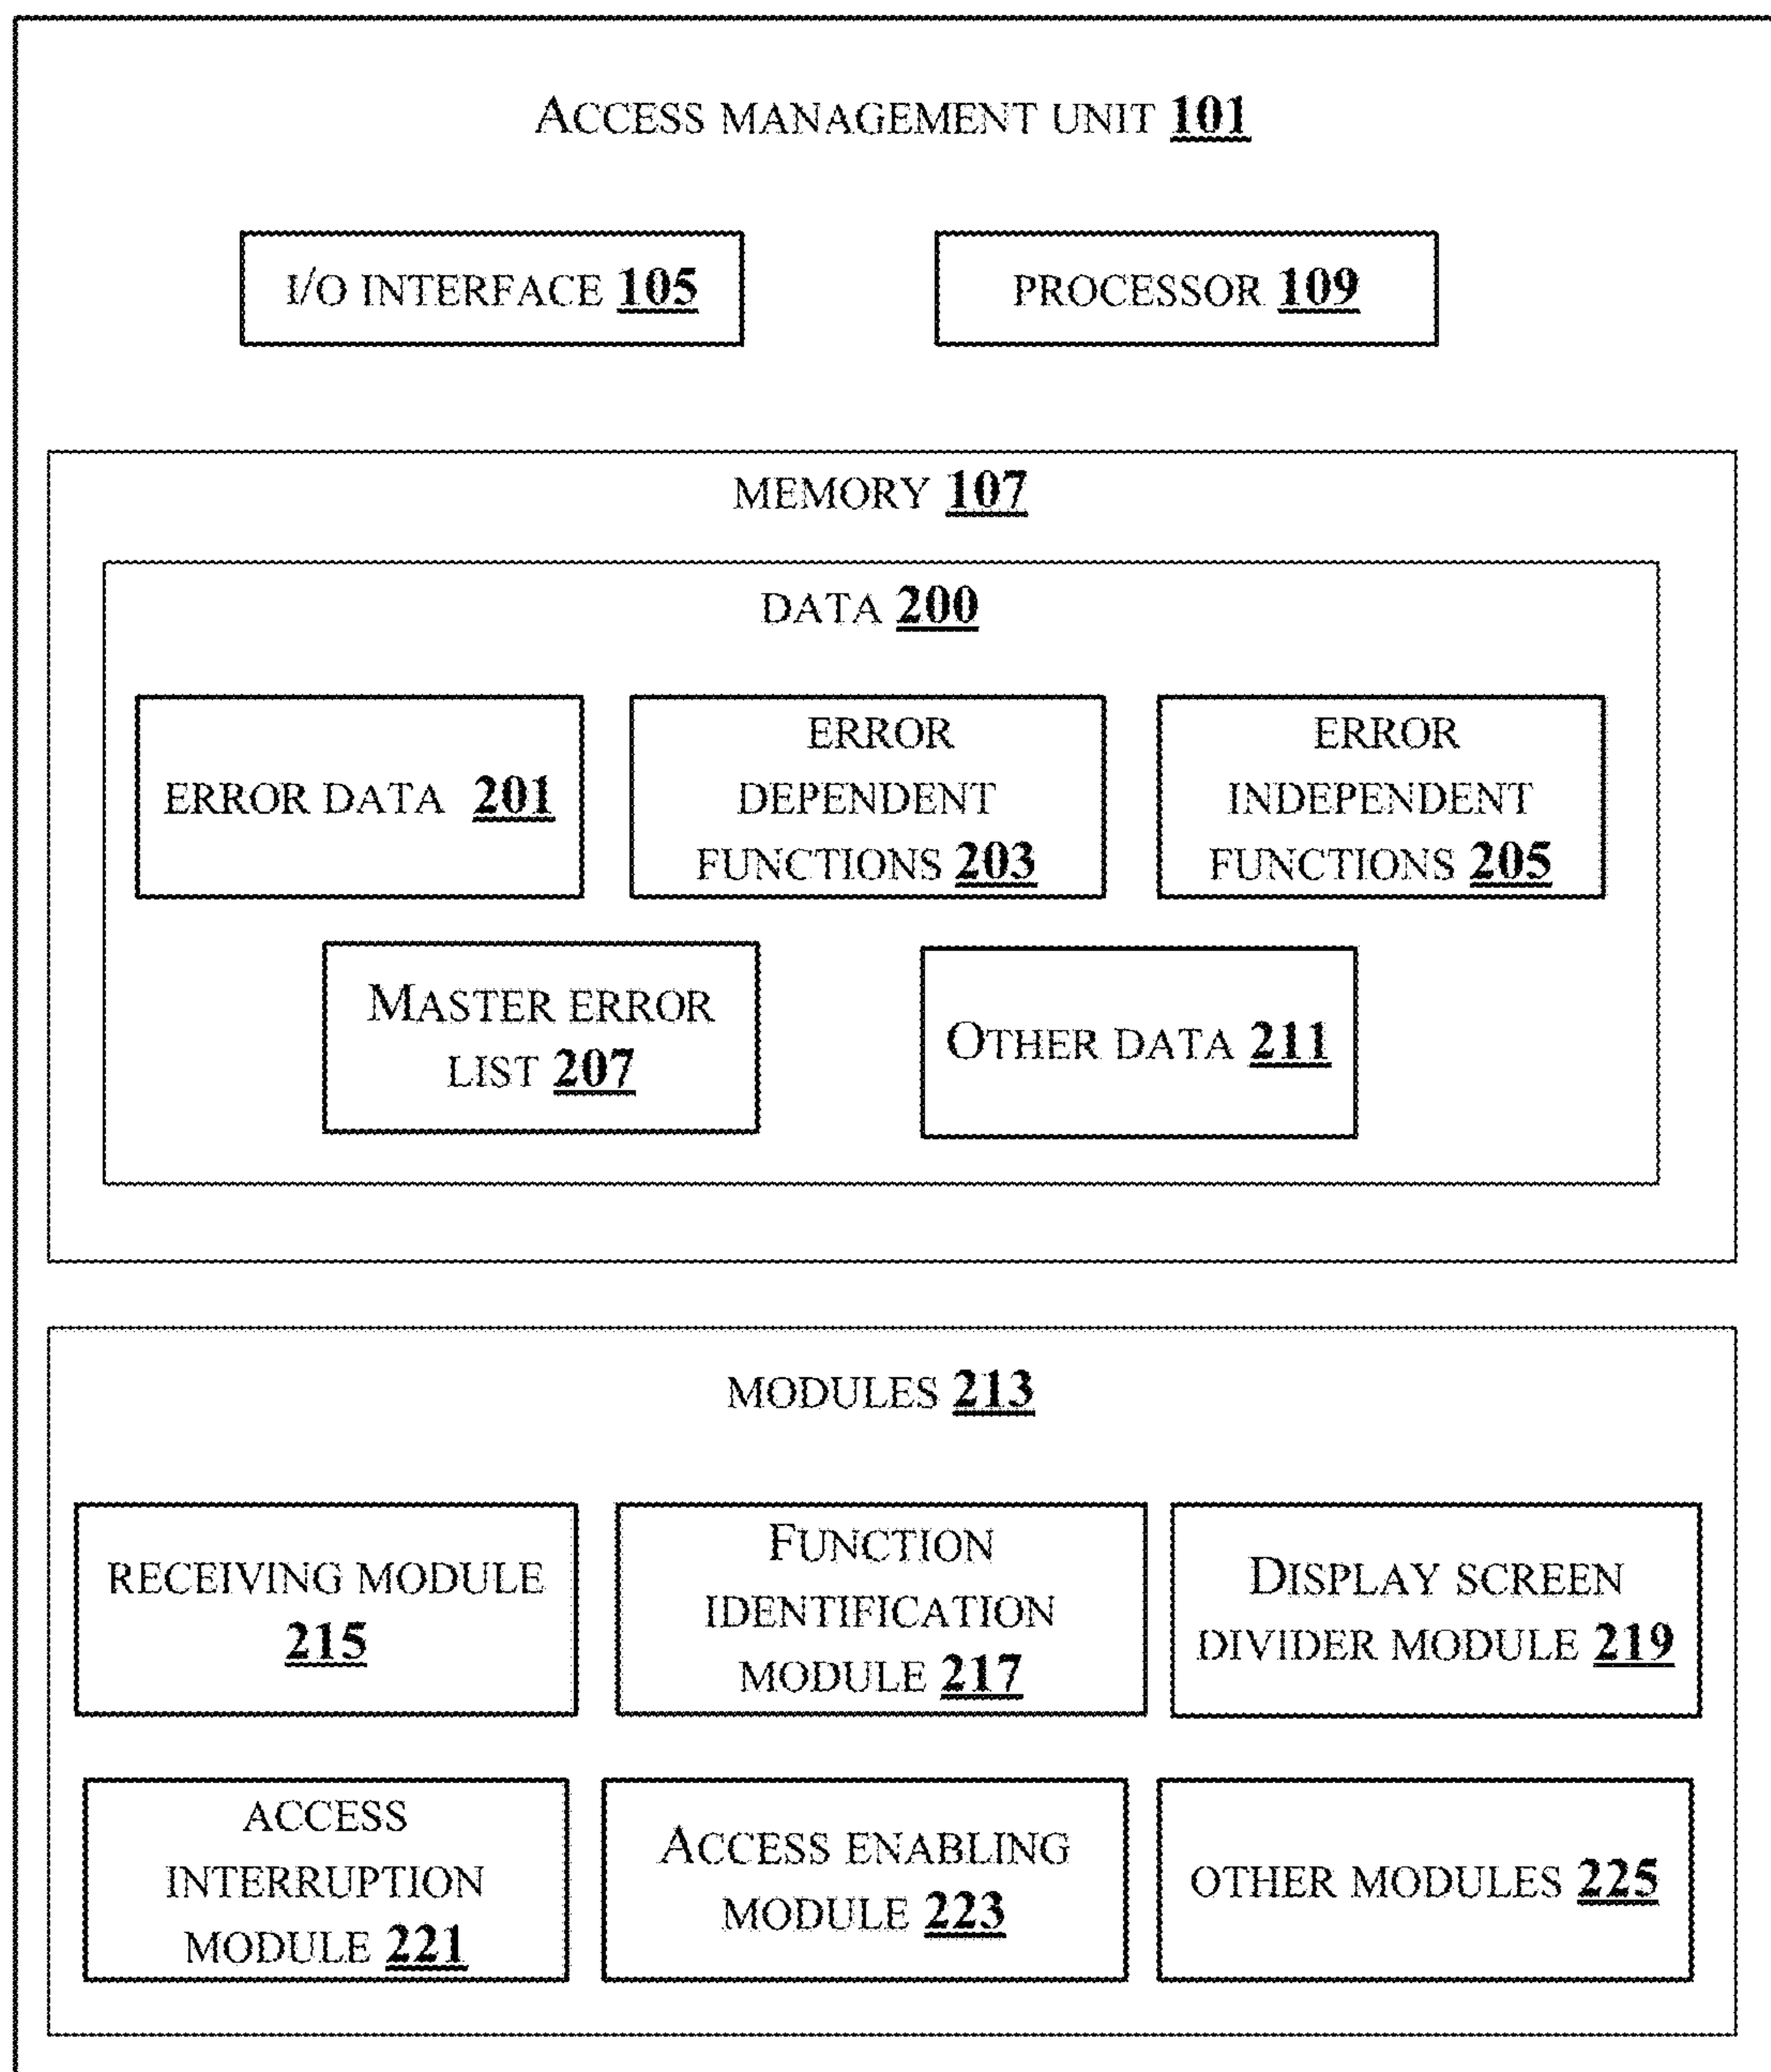 ACCESS MANAGEMENT UNIT 101
I/O INTERFACE 105
PROCESSOR 109
MEMORY 107
DATA 200
ERROR DATA 201
ERROR
DEPENDENT
FUNCTIONS 203
ERROR
INDEPENDENT
FUNCTIONS 205
MASTER ERROR
LIST 207
OTHER DATA 211
MODULES 213
RECEIVING MODULE
215
FUNCTION
IDENTIFICATION
MODULE 217
DISPLAY SCREEN
DIVIDER MODULE 219
ACCESS
INTERRUPTION
MODULE 221
ACCESS ENABLING
MODULE 223
OTHER MODULES 225